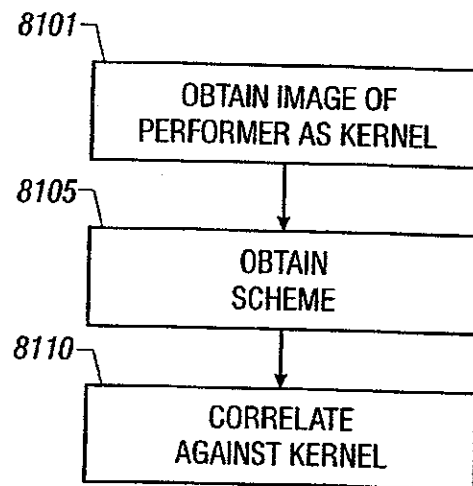 8101
OBTAIN IMAGE OF
PERFORMER AS KERNEL
8105
OBTAIN
SCHEME
8110
CORRELATE
AGAINST KERNEL